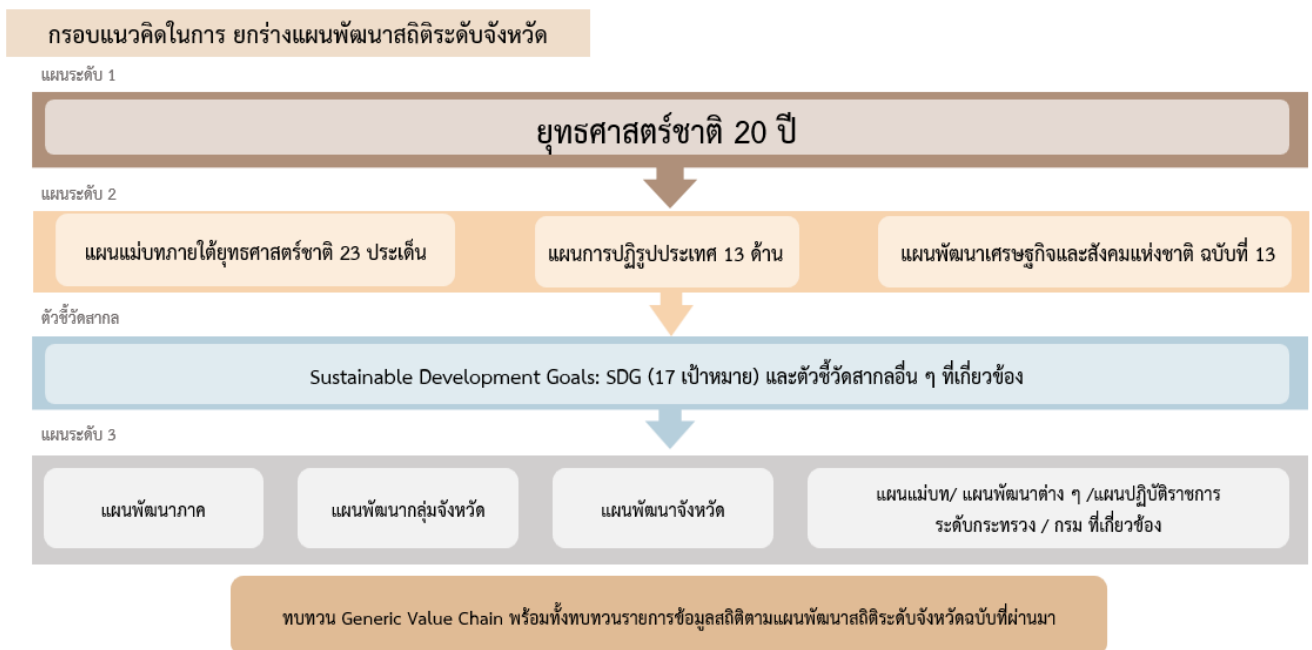 กรอบแนวคิดในการ ยกร่างแผนพัฒนาสถิติระดับจังหวัด
แผนระดับ 1
ยุทธศาสตร์ชาติ 20 ปี
แผนระดับ 2
แผนแม่บทภายใต้ยุทธศาสตร์ชาติ 23 ประเด็น
แผนการปฏิรูปประเทศ 13 ด้าน
แผนพัฒนาเศรษฐกิจและสังคมแห่งชาติ ฉบับที่ 13
ตัวชี้วัดสากล
Sustainable Development Goals: SDG (17 เป้าหมาย) และตัวชี้วัดสากลอื่น ๆ ที่เกี่ยวข้อง
แผนระดับ 3
แผนพัฒนาภาค
แผนพัฒนากลุ่มจังหวัด
แผนพัฒนาจังหวัด
แผนแม่บท/ แผนพัฒนาต่าง ๆ /แผนปฏิบัติราชการ
ระดับกระทรวง / กรม ที่เกี่ยวข้อง
ทบทวน Generic Value Chain พร้อมทั้งทบทวนรายการข้อมูลสถิติตามแผนพัฒนาสถิติระดับจังหวัดฉบับที่ผ่านมา